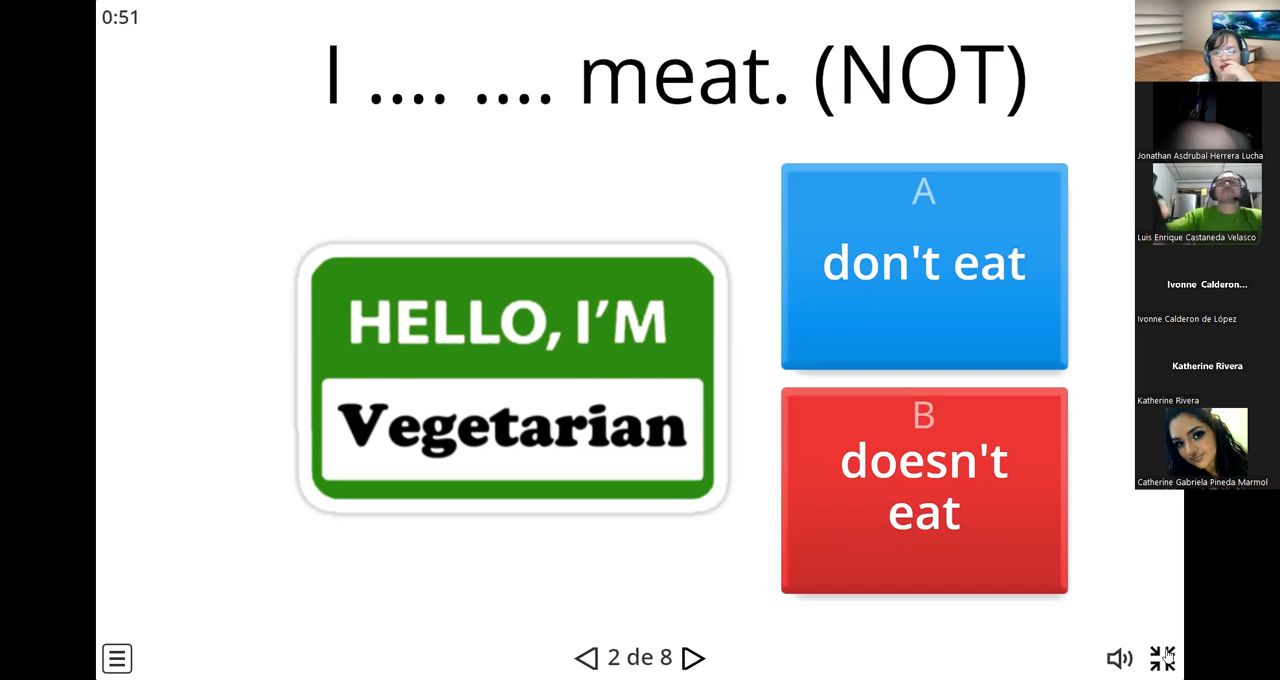 0:51
I .... .... meat. (NOT)
HELLO, I'M
Vegetarian
A
don't eat
B
doesn't
eat
2 de 8
Jonathan Asdrubal Herrera Lucha
Luis Enrique Castaneda Velasco
Ivonne Calderon...
Ivonne Calderon de López
Katherine Rivera
Katherine Rivera
Catherine Gabriela Pineda Marmol